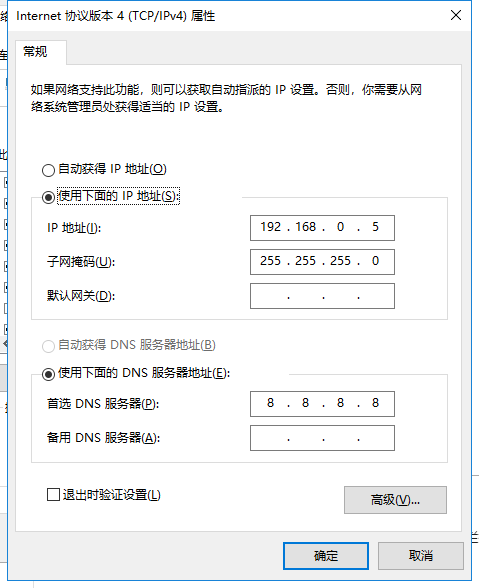 Internet 协议版本 4 (TCP/IPv4) 属性
常规
如果网络支持此功能，则可以获取自动指派的 IP 设置。否则，你需要从网
络系统管理员处获得适当的 IP 设置。
自动获得 IP 地址(O)
使用下面的 IP 地址(S):
IP 地址(I): 192 . 168 . 0 . 5
子网掩码(U): 255 . 255 . 255 . 0
默认网关(D): . . .
自动获得 DNS 服务器地址(B)
使用下面的 DNS 服务器地址(E):
首选 DNS 服务器(P): 8 . 8 . 8 . 8
备用 DNS 服务器(A): . . .
退出时验证设置(L)
高级(V)...
确定 取消